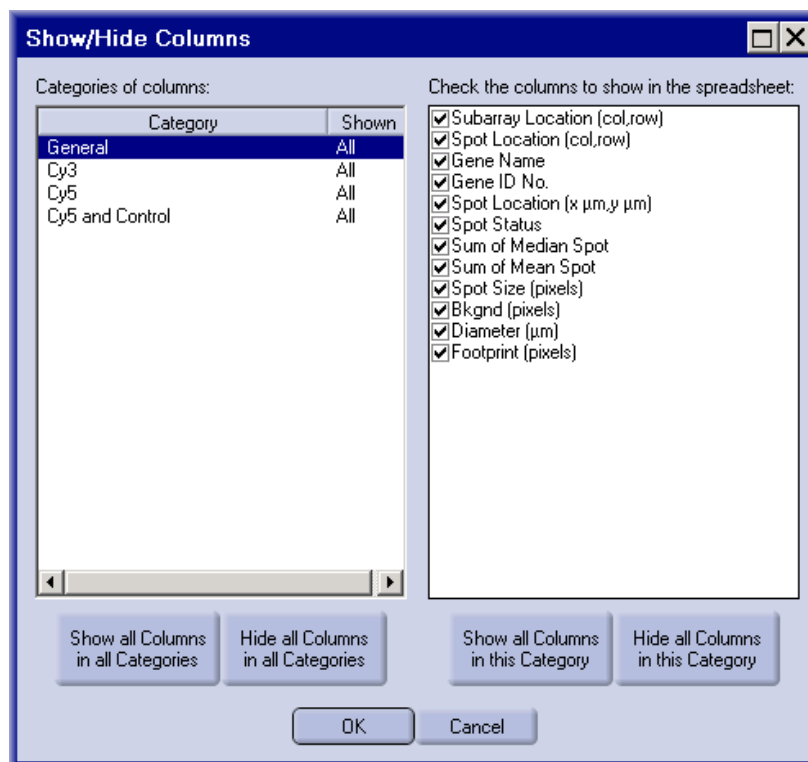 Show/Hide Columns
Categories of columns:
Category Shown
General All
Cy3 All
Cy5 All
Cy5 and Control All
Check the columns to show in the spreadsheet:
Subarray Location (col,row)
Spot Location (col,row)
Gene Name
Gene ID No.
Spot Location (x µm,y µm)
Spot Status
Sum of Median Spot
Sum of Mean Spot
Spot Size (pixels)
Bkgnd (pixels)
Diameter (µm)
Footprint (pixels)
Show all Columns
in all Categories
Hide all Columns
in all Categories
Show all Columns
in this Category
Hide all Columns
in this Category
OK
Cancel